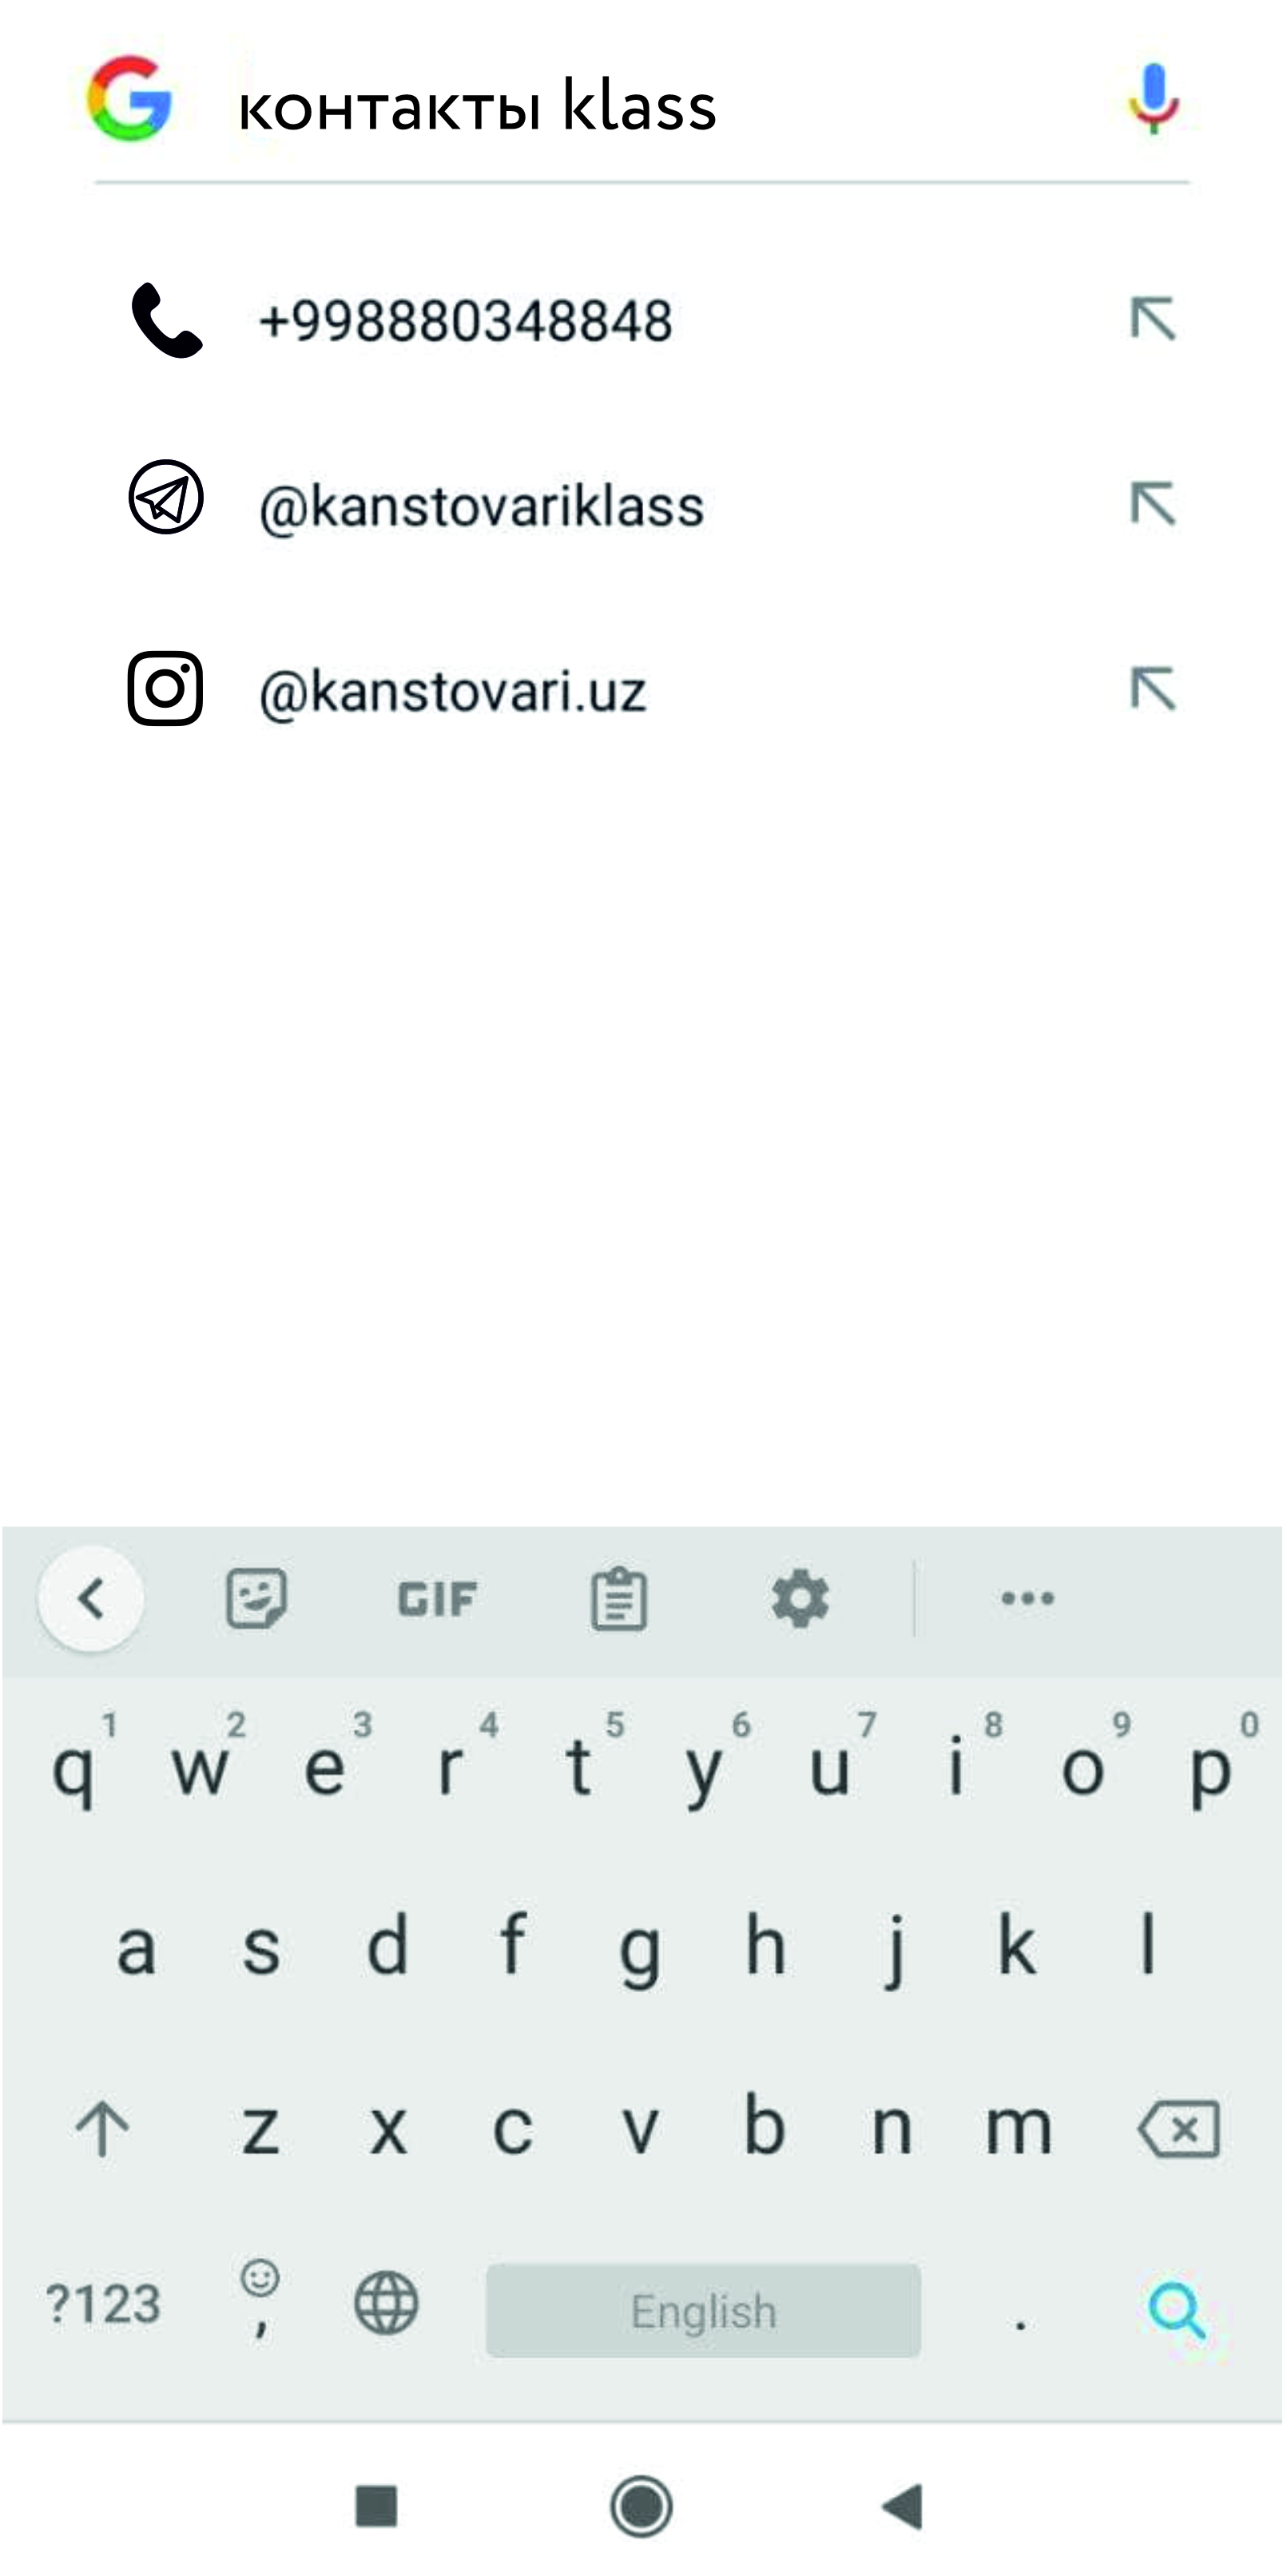 контакты klass
+998880348848
@kanstovariklass
@kanstovari.uz
GIF
1 2 3 4 5 6 7 8 9 0
q w e r t y u i o p
a s d f g h j k l
z x c v b n m
?123 , English .